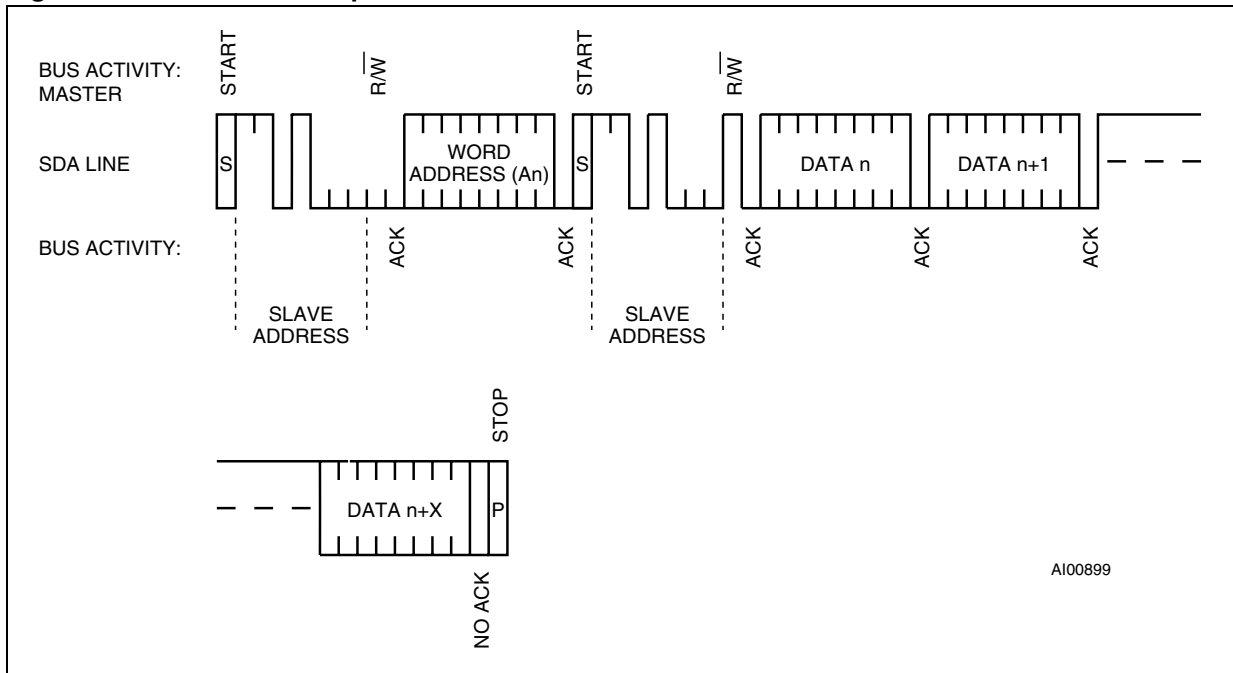 START
R/W
START
R/W
BUS ACTIVITY:
MASTER
SDA LINE
S
WORD
ADDRESS (An)
S
DATA n
DATA n+1
BUS ACTIVITY:
ACK
ACK
ACK
ACK
ACK
SLAVE
ADDRESS
SLAVE
ADDRESS
STOP
DATA n+X
P
NO ACK
AI00899